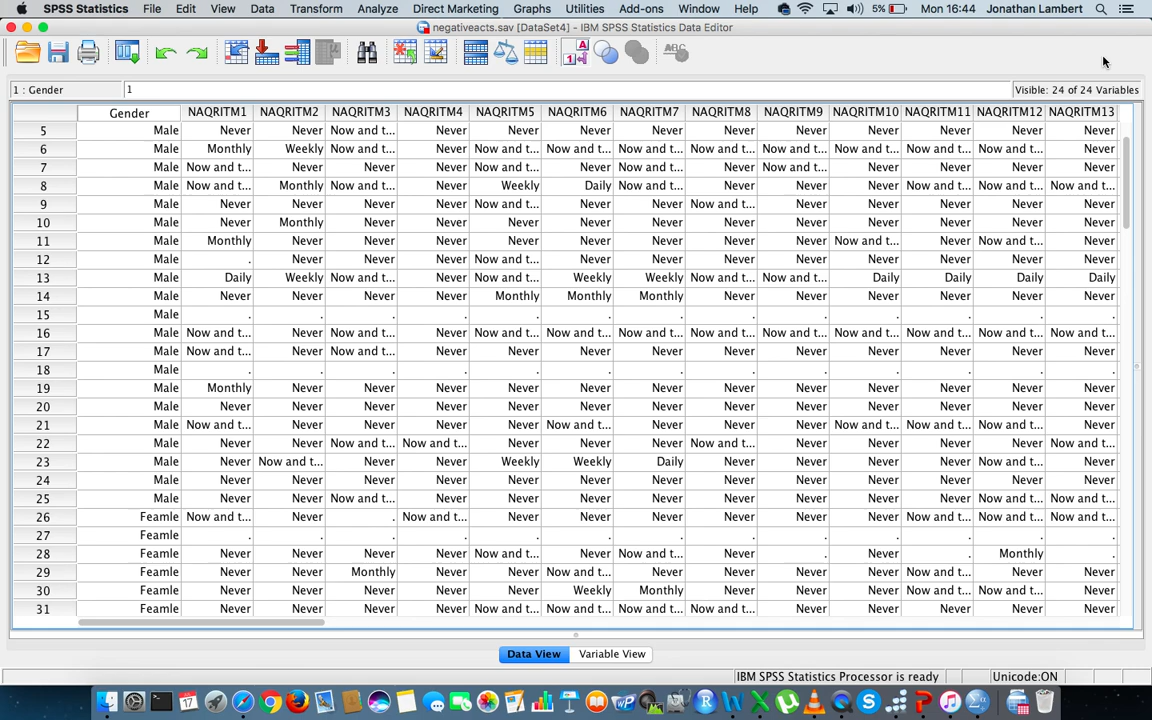 SPSS Statistics File Edit View Data Transform Analyze Direct Marketing Graphs Utilities Add-ons Window Help 5% Mon 16:44 Jonathan Lambert
negativeacts.sav [DataSet4] - IBM SPSS Statistics Data Editor
1 : Gender 1 Visible: 24 of 24 Variables
Gender NAQRITM1 NAQRITM2 NAQRITM3 NAQRITM4 NAQRITM5 NAQRITM6 NAQRITM7 NAQRITM8 NAQRITM9 NAQRITM10 NAQRITM11 NAQRITM12 NAQRITM13
5 Male Never Never Now and t... Never Never Never Never Never Never Never Never Never Never
6 Male Monthly Weekly Now and t... Never Now and t... Now and t... Now and t... Now and t... Now and t... Now and t... Now and t... Now and t... Never
7 Male Now and t... Never Never Never Now and t... Never Now and t... Never Now and t... Never Never Never Never
8 Male Now and t... Monthly Now and t... Never Weekly Daily Now and t... Never Never Never Now and t... Now and t... Now and t...
9 Male Never Never Never Never Now and t... Never Never Now and t... Never Never Never Never Never
10 Male Never Monthly Never Never Never Never Never Never Never Never Never Never Never
11 Male Monthly Never Never Never Never Never Never Never Never Now and t... Never Now and t... Never
12 Male . Never Never Never Now and t... Never Never Never Never Never Never Never Never
13 Male Daily Weekly Now and t... Never Now and t... Weekly Weekly Now and t... Now and t... Daily Daily Daily Daily
14 Male Never Never Never Never Monthly Monthly Monthly Never Never Never Never Never Never
15 Male . . . . . . . . . . . . .
16 Male Now and t... Never Now and t... Never Now and t... Now and t... Now and t... Now and t... Now and t... Now and t... Now and t... Now and t... Now and t...
17 Male Now and t... Never Now and t... Never Never Never Never Never Never Never Never Never Never
18 Male . . . . . . . . . . . . .
19 Male Monthly Never Never Never Never Never Never Never Never Never Never Never Never
20 Male Never Never Never Never Never Never Never Never Never Never Never Never Never
21 Male Now and t... Never Never Never Never Now and t... Never Never Never Now and t... Now and t... Now and t... Never
22 Male Never Never Now and t... Now and t... Never Never Never Now and t... Never Never Never Never Now and t...
23 Male Never Now and t... Never Never Weekly Weekly Daily Never Never Never Never Now and t... Never
24 Male Never Never Never Never Never Never Never Never Never Never Never Never Never
25 Male Never Never Now and t... Never Never Never Never Never Never Never Never Now and t... Now and t...
26 Feamle Now and t... Never . Now and t... Never Never Never Never Never Never Now and t... Now and t... Now and t...
27 Feamle . . . . . . . . . . . . .
28 Feamle Never Never Never Never Now and t... Never Now and t... Never . Never . Monthly .
29 Feamle Never Never Monthly Never Never Now and t... Never Never Never Never Now and t... Never Never
30 Feamle Never Never Never Never Never Weekly Monthly Never Never Never Now and t... Now and t... Never
31 Feamle Never Never Never Never Now and t... Now and t... Now and t... Now and t... Never Never Never Never Never
Data View Variable View
IBM SPSS Statistics Processor is ready Unicode:ON